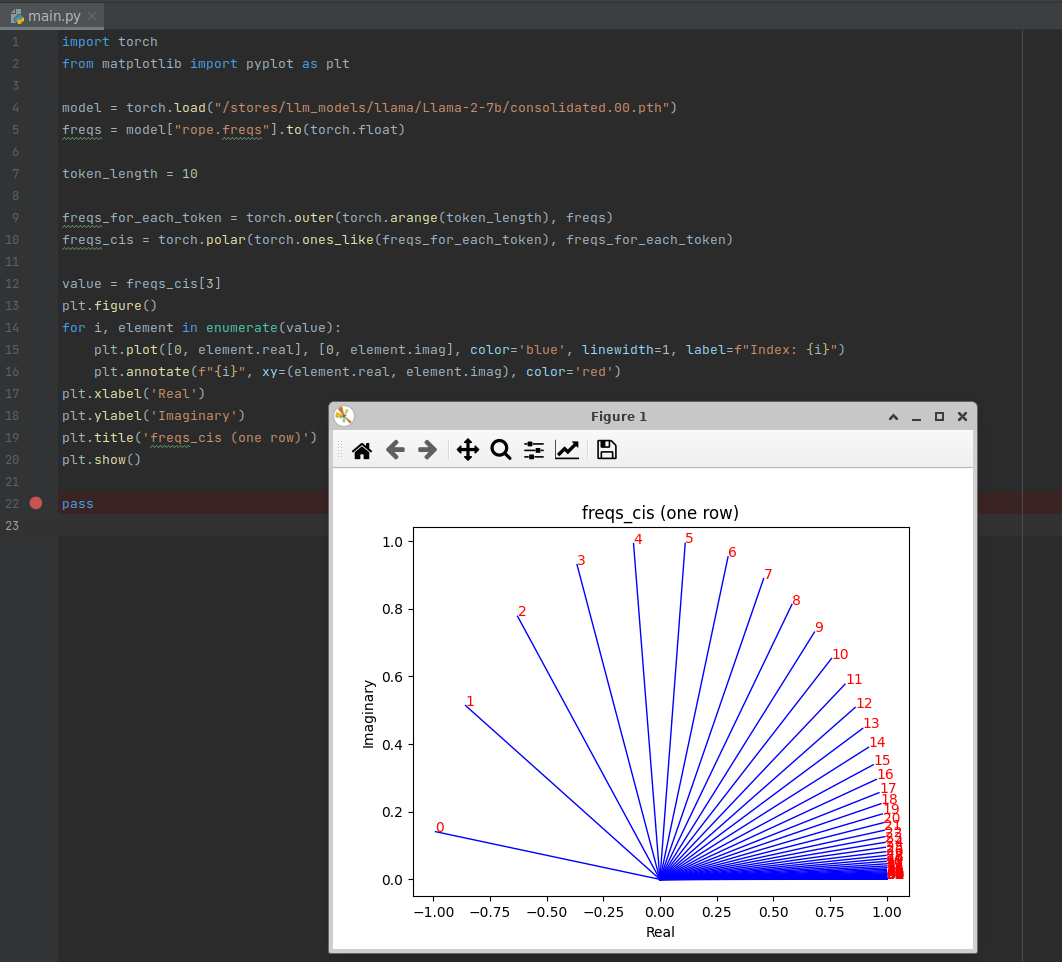 main.py
1 import torch
2 from matplotlib import pyplot as plt
3
4 model = torch.load("/stores/llm_models/llama/Llama-2-7b/consolidated.00.pth")
5 freqs = model["rope.freqs"].to(torch.float)
6
7 token_length = 10
8
9 freqs_for_each_token = torch.outer(torch.arange(token_length), freqs)
10 freqs_cis = torch.polar(torch.ones_like(freqs_for_each_token), freqs_for_each_token)
11
12 value = freqs_cis[3]
13 plt.figure()
14 for i, element in enumerate(value):
15     plt.plot([0, element.real], [0, element.imag], color='blue', linewidth=1, label=f"Index: {i}")
16     plt.annotate(f"{i}", xy=(element.real, element.imag), color='red')
17 plt.xlabel('Real')
18 plt.ylabel('Imaginary')
19 plt.title('freqs_cis (one row)')
20 plt.show()
21
22 pass
23
Figure 1
freqs_cis (one row)
1.0
0.8
0.6
0.4
0.2
0.0
Imaginary
0
1
2
3
4
5
6
7
8
9
10
11
12
13
14
15
16
17
18
19
20
21
−1.00 −0.75 −0.50 −0.25 0.00 0.25 0.50 0.75 1.00
Real